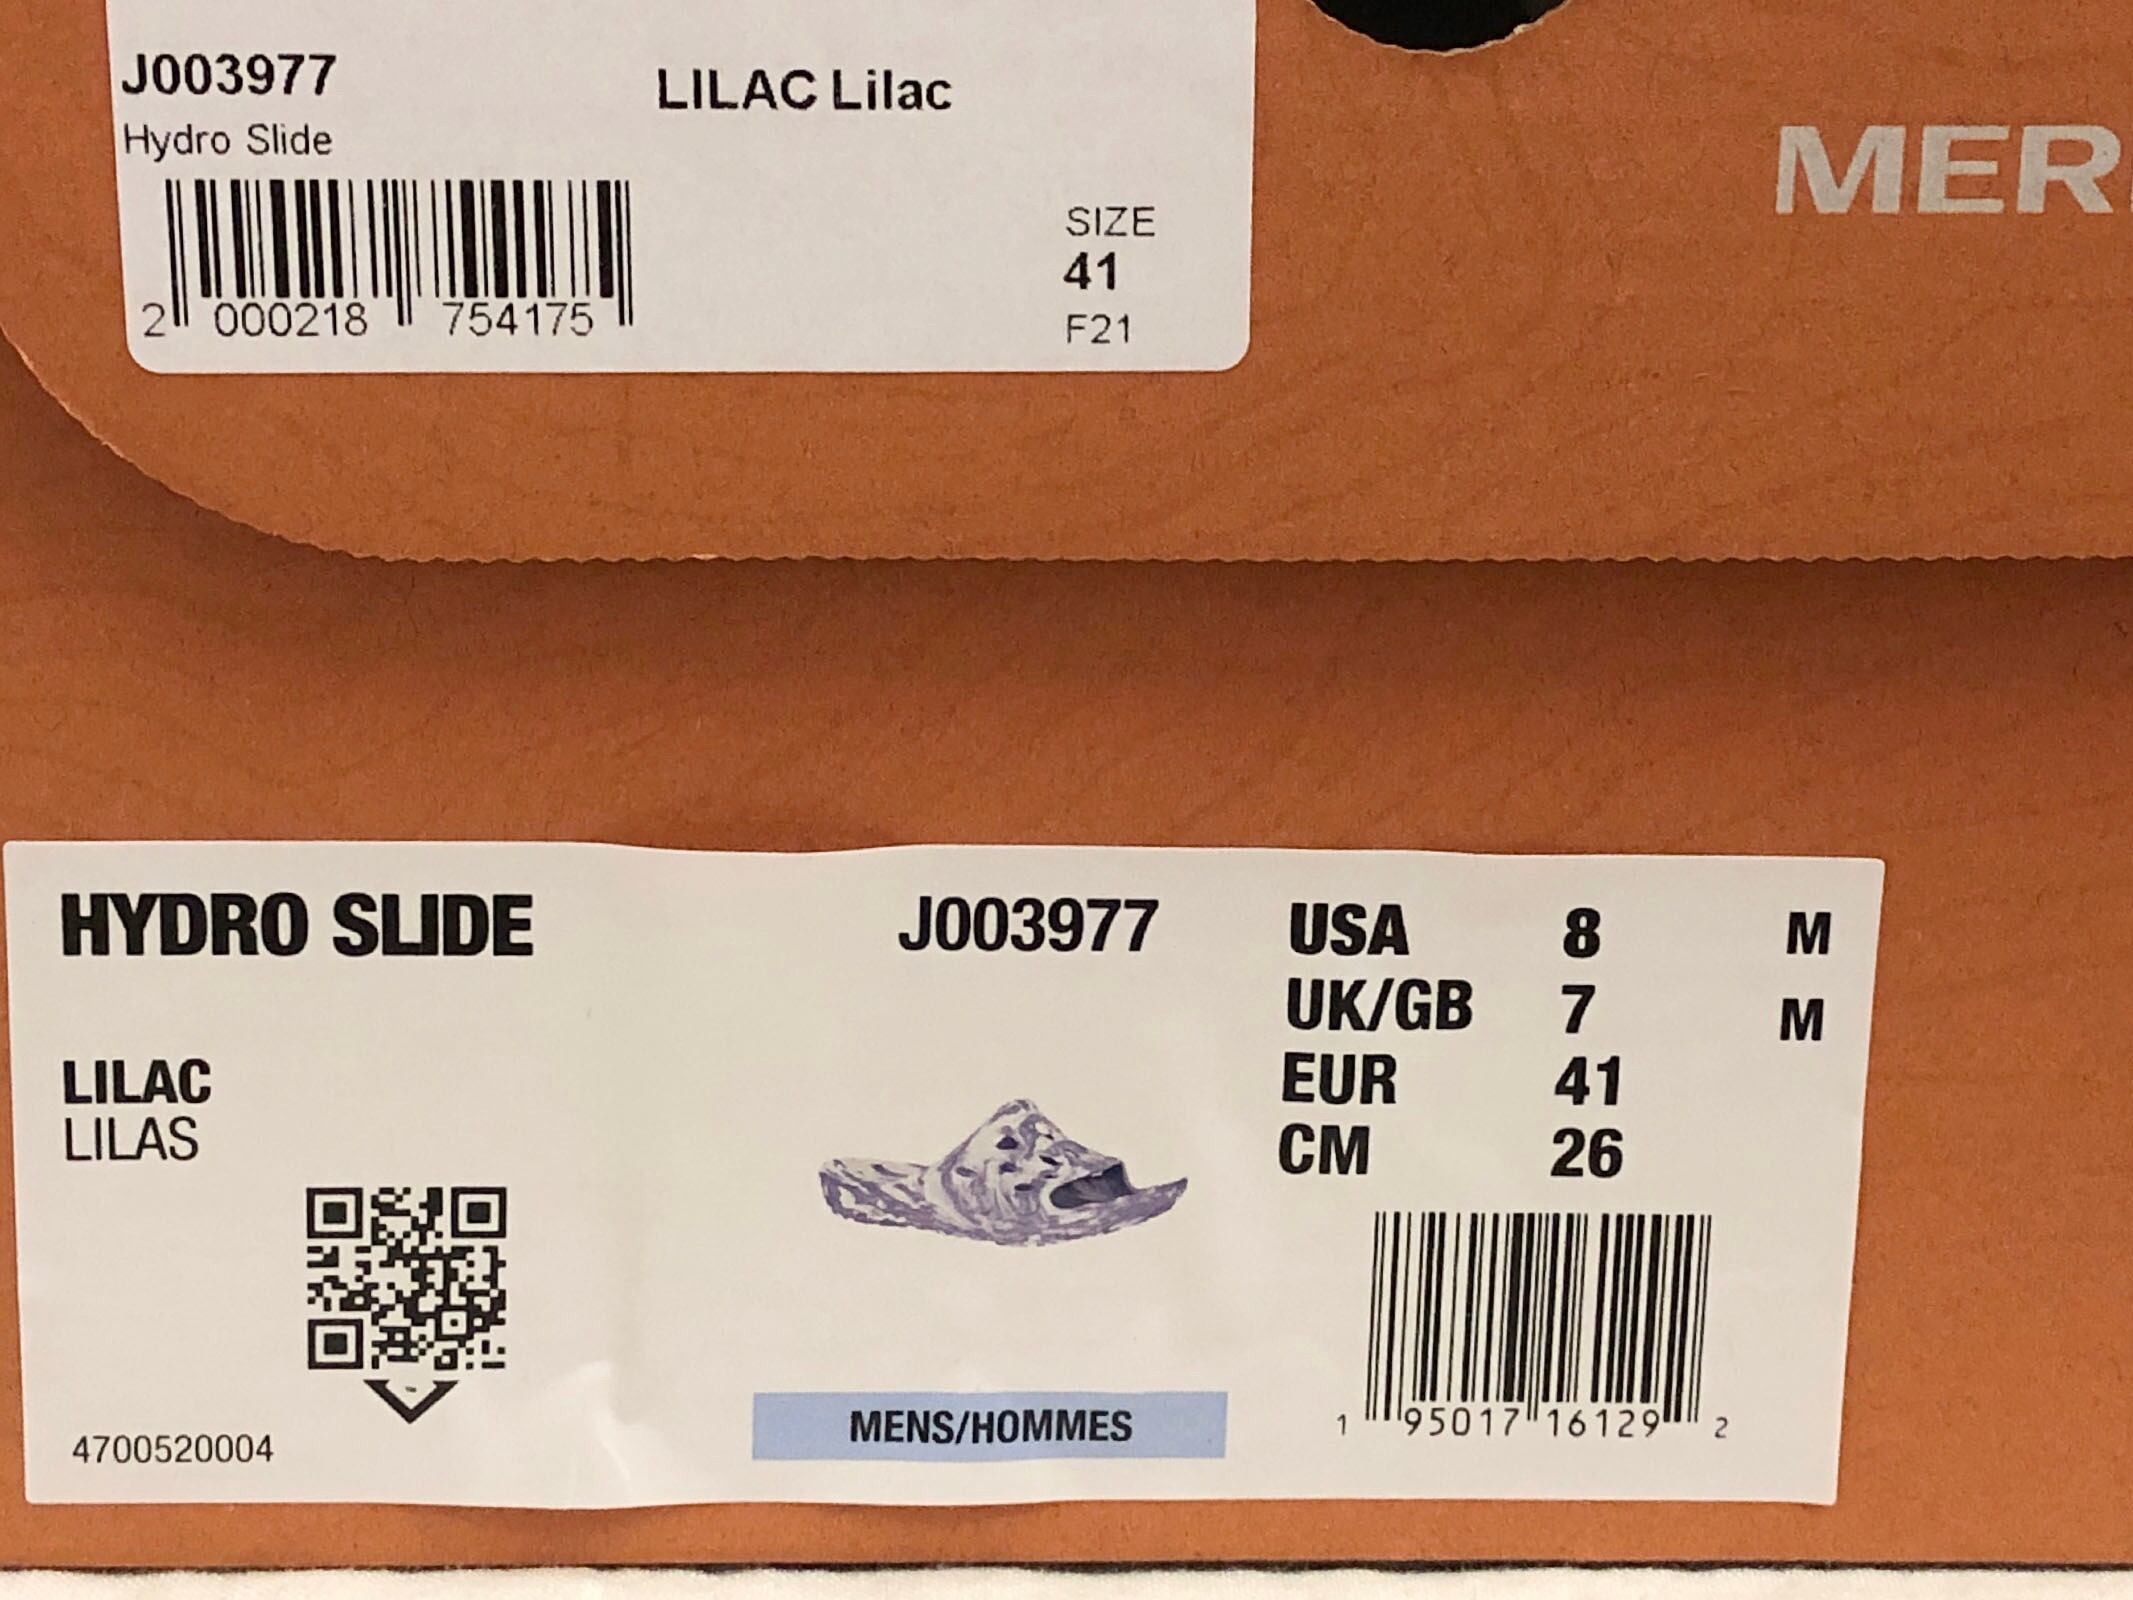 J003977
LILAC Lilac
Hydro Slide
2 000218 754175
SIZE
41
F21
MER
HYDRO SLIDE
J003977
USA 8 M
UK/GB 7 M
EUR 41
CM 26
LILAC
LILAS
4700520004
MENS/HOMMES
1 95017 16129 2